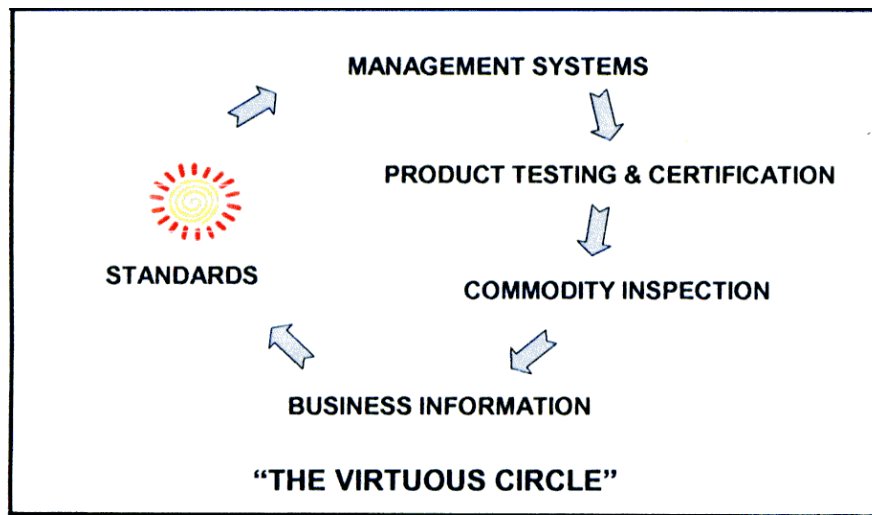 MANAGEMENT SYSTEMS
PRODUCT TESTING & CERTIFICATION
STANDARDS
COMMODITY INSPECTION
BUSINESS INFORMATION
“THE VIRTUOUS CIRCLE”